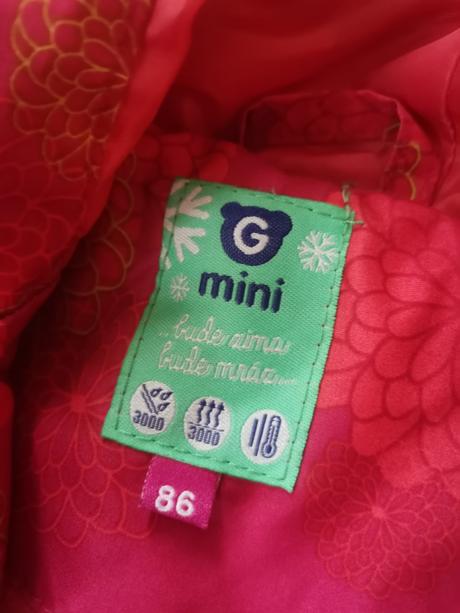 G
mini
...bude zima
bude mráz...
3000
3000
86